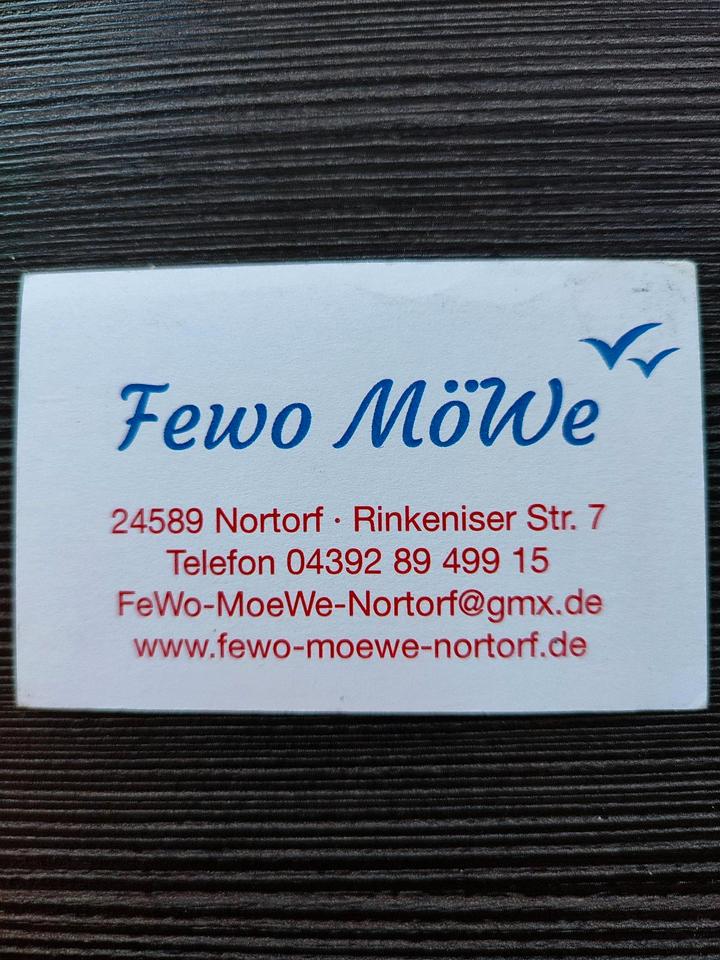 Fewo MöWe
24589 Nortorf · Rinkeniser Str. 7
Telefon 04392 89 499 15
FeWo-MoeWe-Nortorf@gmx.de
www.fewo-moewe-nortorf.de